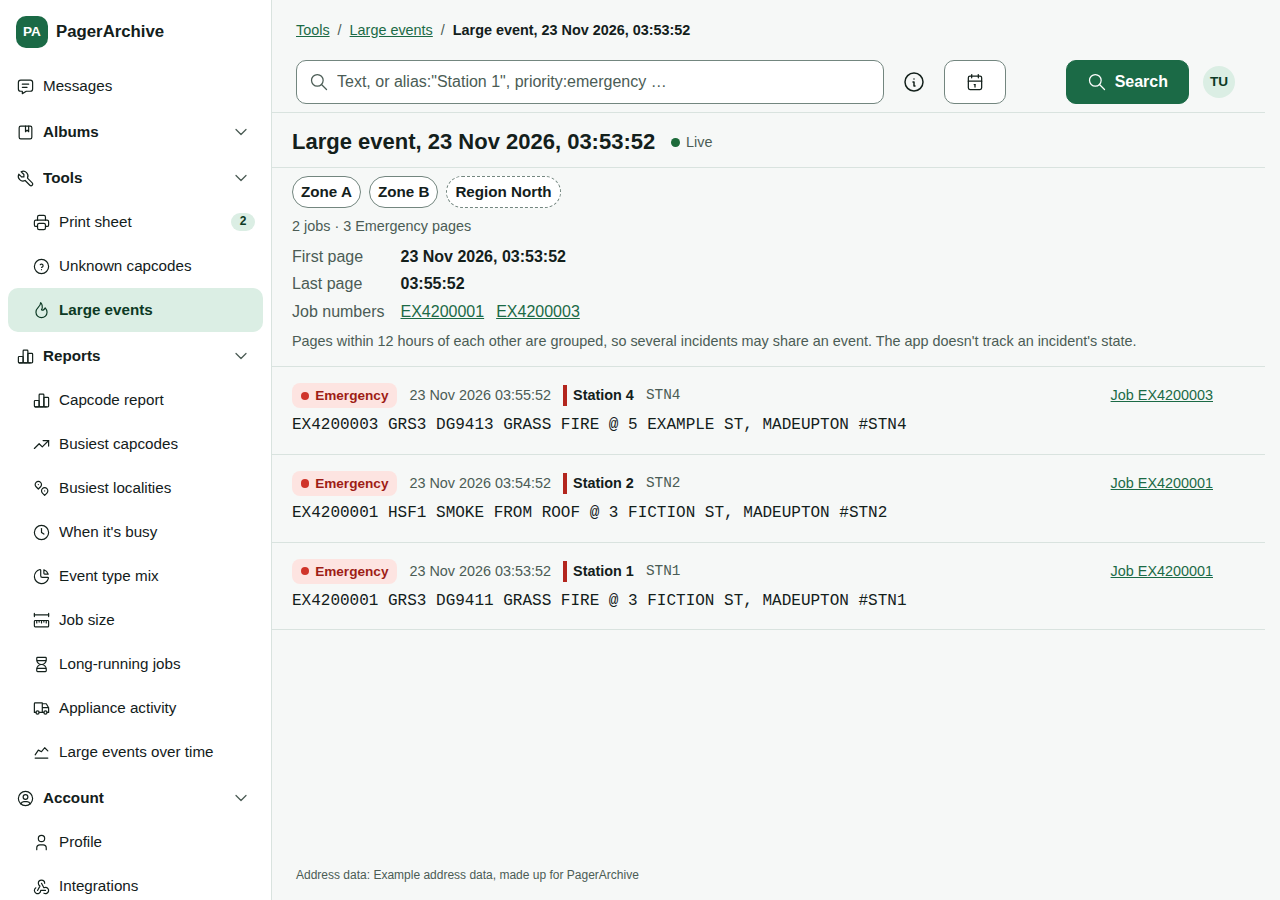 PA PagerArchive
Messages
Albums
Tools
Print sheet 2
Unknown capcodes
Large events
Reports
Capcode report
Busiest capcodes
Busiest localities
When it's busy
Event type mix
Job size
Long-running jobs
Appliance activity
Large events over time
Account
Profile
Integrations
Tools / Large events / Large event, 23 Nov 2026, 03:53:52
Text, or alias:"Station 1", priority:emergency …
Search
TU
Large event, 23 Nov 2026, 03:53:52 Live
Zone A Zone B Region North
2 jobs · 3 Emergency pages
First page 23 Nov 2026, 03:53:52
Last page 03:55:52
Job numbers EX4200001 EX4200003
Pages within 12 hours of each other are grouped, so several incidents may share an event. The app doesn't track an incident's state.
Emergency 23 Nov 2026 03:55:52 Station 4 STN4 Job EX4200003
EX4200003 GRS3 DG9413 GRASS FIRE @ 5 EXAMPLE ST, MADEUPTON #STN4
Emergency 23 Nov 2026 03:54:52 Station 2 STN2 Job EX4200001
EX4200001 HSF1 SMOKE FROM ROOF @ 3 FICTION ST, MADEUPTON #STN2
Emergency 23 Nov 2026 03:53:52 Station 1 STN1 Job EX4200001
EX4200001 GRS3 DG9411 GRASS FIRE @ 3 FICTION ST, MADEUPTON #STN1
Address data: Example address data, made up for PagerArchive